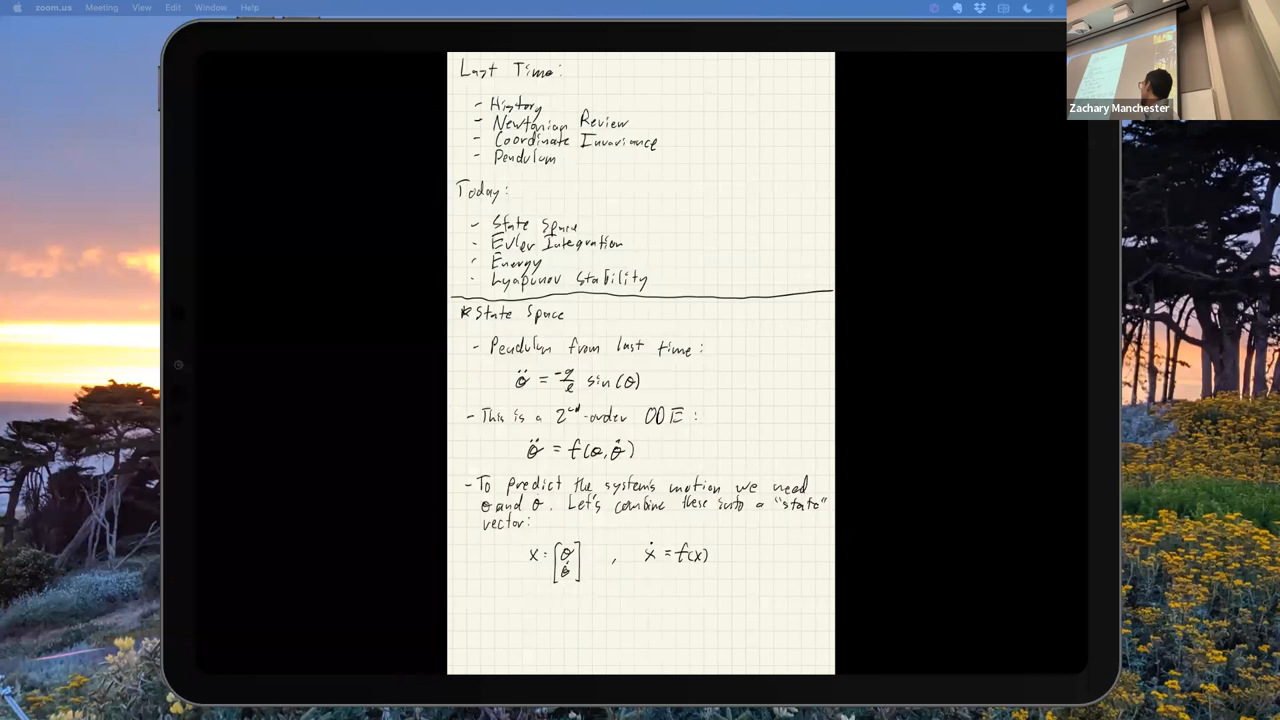 zoom.us Meeting View Edit Window Help
Zachary Manchester
Last Time:
- History
- Newtonian Review
- Coordinate Invariance
- Pendulum
Today:
- State Space
- Euler Integration
- Energy
- Lyapunov Stability
* State Space
- Pendulum from last time:
θ̈ = -g/ℓ sin(θ)
- This is a 2nd-order ODE:
θ̈ = f(θ, θ̇)
- To predict the systems motion we need
θ and θ̇. Let's combine these into a "state"
vector:
x = [θ θ̇] , ẋ = f(x)